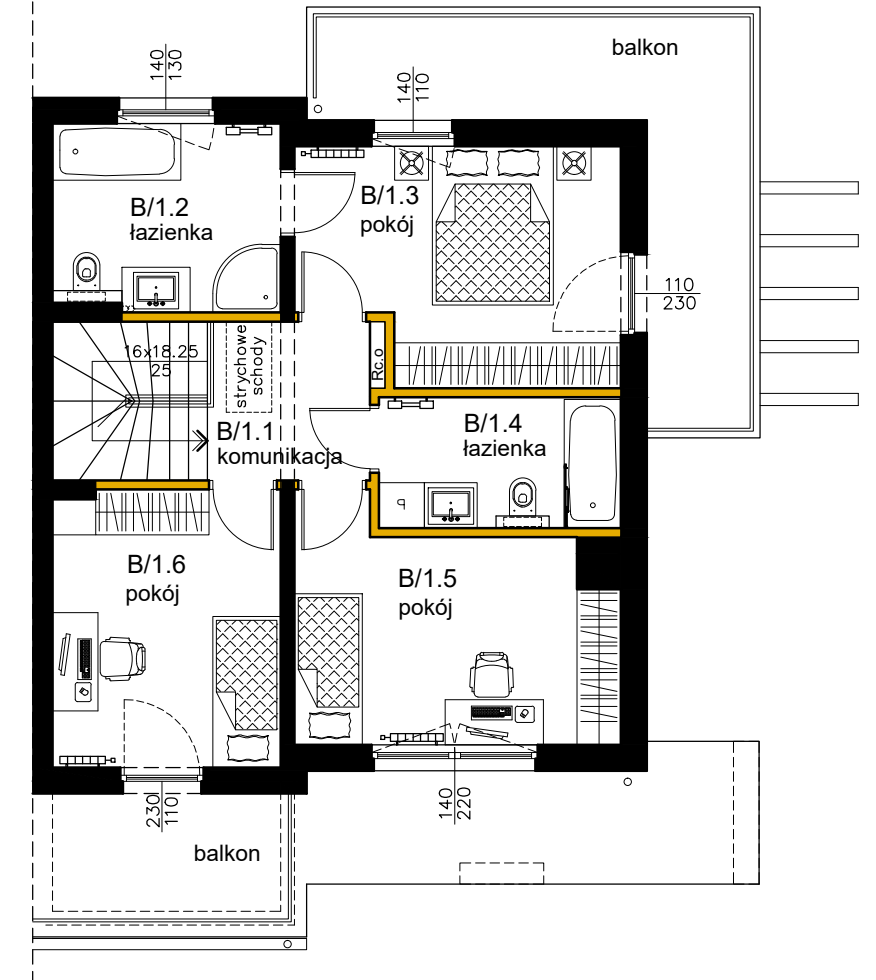 balkon
140
130
140
110
B/1.2
łazienka
B/1.3
pokój
110
230
16x18.25
25
strychowe
schody
Rc.o
B/1.1
komunikacja
B/1.4
łazienka
P
B/1.6
pokój
B/1.5
pokój
230
110
140
220
balkon